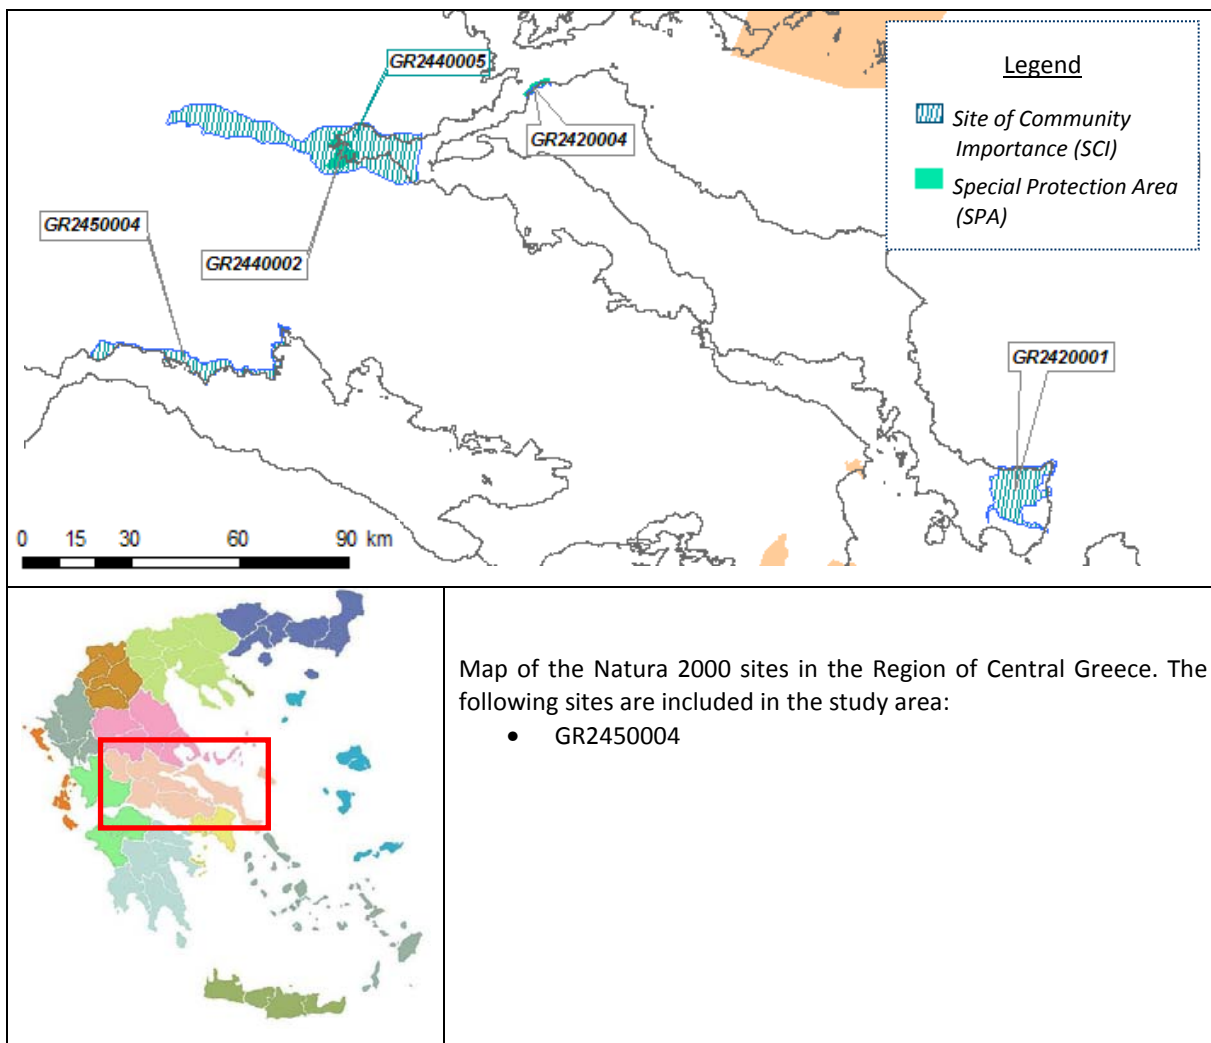 GR2440005
Legend
GR2420004
Site of Community
Importance (SCI)
Special Protection Area
(SPA)
GR2450004
GR2440002
GR2420001
0 15 30 60 90 km
Map of the Natura 2000 sites in the Region of Central Greece. The
following sites are included in the study area:
• GR2450004